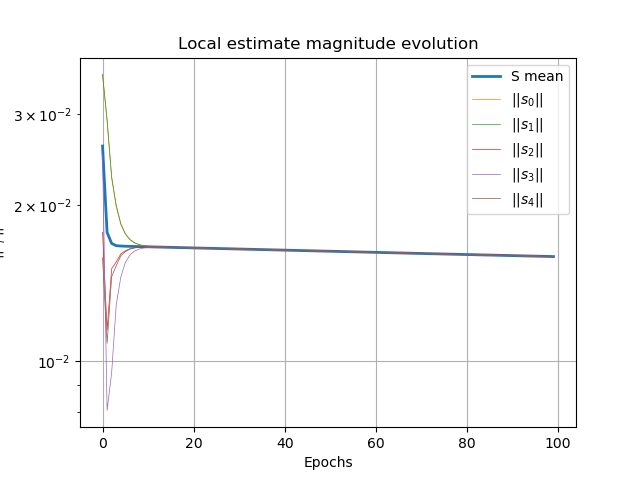 Local estimate magnitude evolution
S mean
||s₀||
||s₁||
||s₂||
||s₃||
||s₄||
3 × 10⁻²
2 × 10⁻²
10⁻²
0
20
40
60
80
100
Epochs